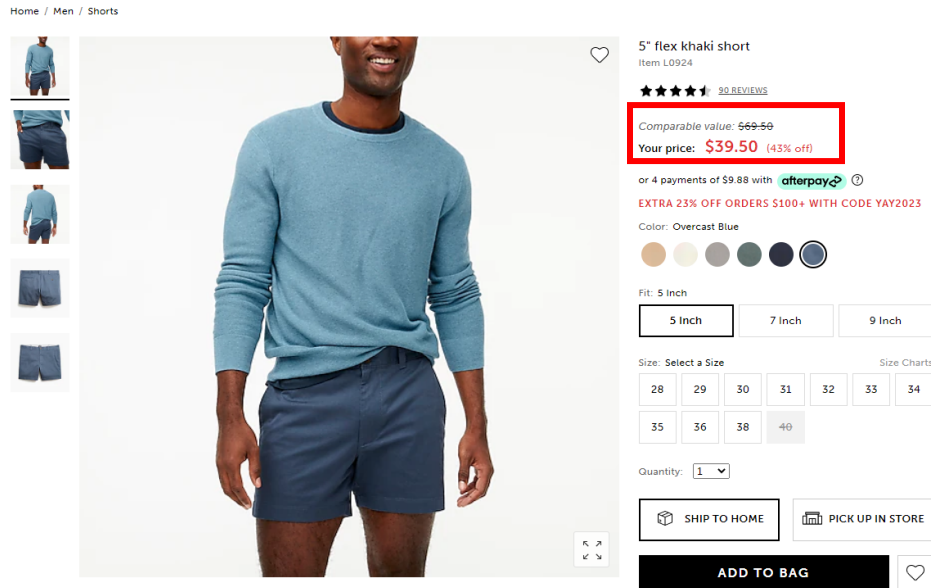 Home / Men / Shorts
5" flex khaki short
Item L0924
90 REVIEWS
Comparable value: $69.50
Your price: $39.50 (43% off)
or 4 payments of $9.88 with afterpay ?
EXTRA 23% OFF ORDERS $100+ WITH CODE YAY2023
Color: Overcast Blue
Fit: 5 Inch
5 Inch 7 Inch 9 Inch
Size: Select a Size Size Charts
28 29 30 31 32 33 34
35 36 38 40
Quantity: 1
SHIP TO HOME PICK UP IN STORE
ADD TO BAG